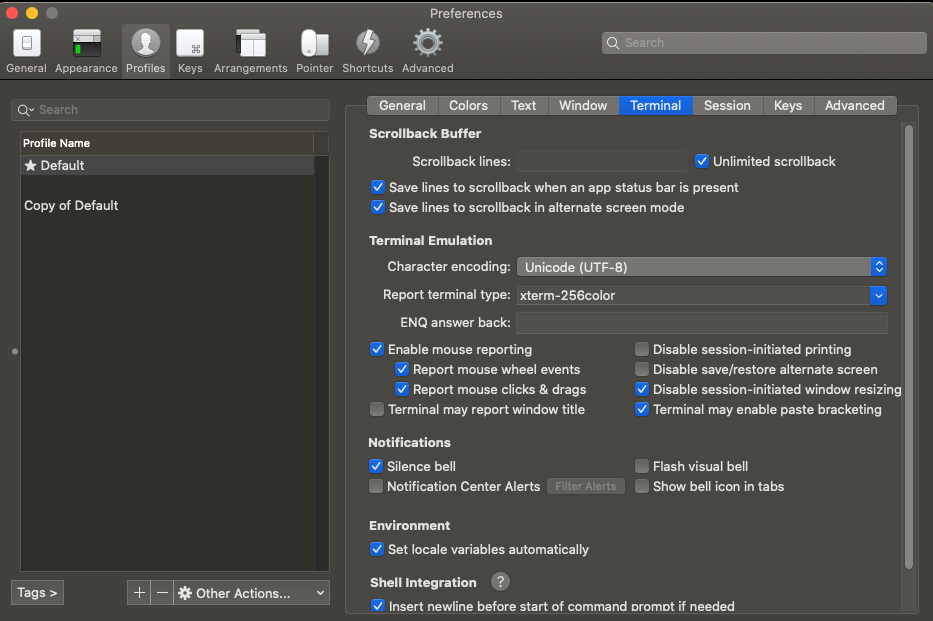 Preferences
General Appearance Profiles Keys Arrangements Pointer Shortcuts Advanced
Search
Search
Profile Name
★ Default
Copy of Default
Tags >
+ − Other Actions...
General Colors Text Window Terminal Session Keys Advanced
Scrollback Buffer
Scrollback lines: Unlimited scrollback
Save lines to scrollback when an app status bar is present
Save lines to scrollback in alternate screen mode
Terminal Emulation
Character encoding: Unicode (UTF-8)
Report terminal type: xterm-256color
ENQ answer back:
Enable mouse reporting Disable session-initiated printing
Report mouse wheel events Disable save/restore alternate screen
Report mouse clicks & drags Disable session-initiated window resizing
Terminal may report window title Terminal may enable paste bracketing
Notifications
Silence bell Flash visual bell
Notification Center Alerts Filter Alerts Show bell icon in tabs
Environment
Set locale variables automatically
Shell Integration ?
Insert newline before start of command prompt if needed